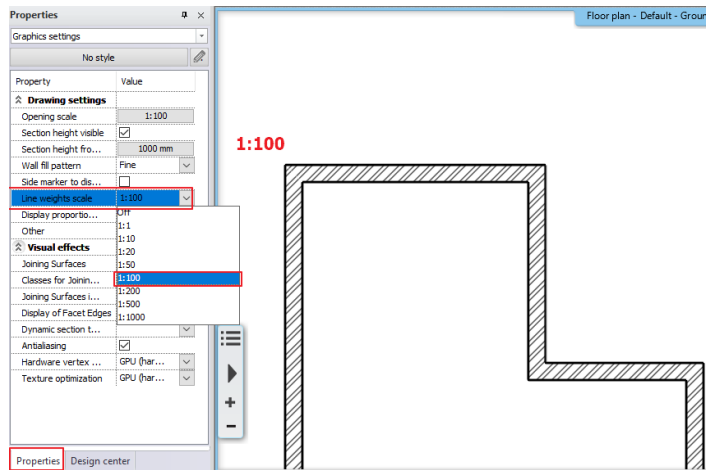 Properties
Graphics settings
No style
Property Value
Drawing settings
Opening scale 1:100
Section height visible
Section height fro... 1000 mm
Wall fill pattern Fine
Side marker to dis...
Line weights scale 1:100
Display proportio... Off
Other 1:1
1:10
Visual effects 1:20
Joining Surfaces 1:50
Classes for Joinin... 1:100
Joining Surfaces i... 1:200
Display of Facet Edges 1:500
1:1000
Dynamic section t...
Antialiasing
Hardware vertex ... GPU (har...
Texture optimization GPU (har...
Properties Design center
Floor plan - Default - Groun
1:100